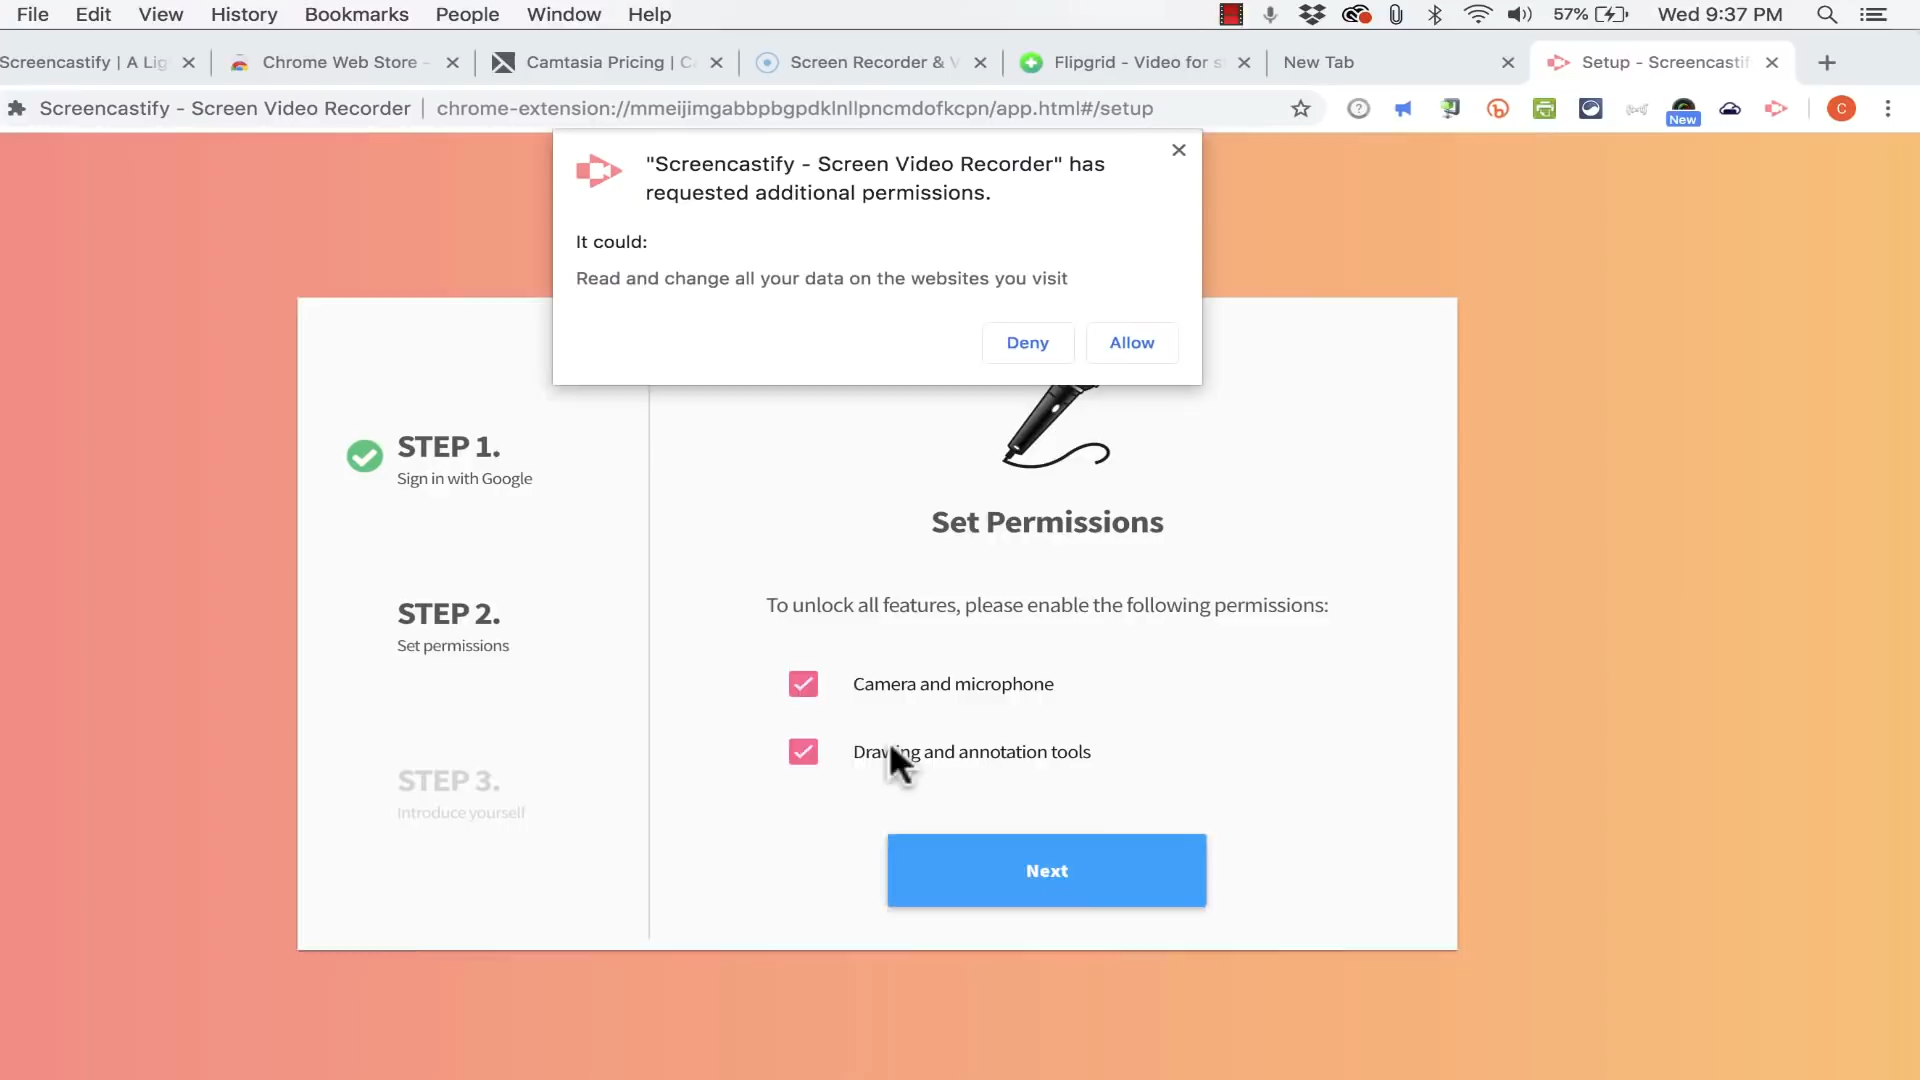 File Edit View History Bookmarks People Window Help 57% Wed 9:37 PM
Screencastify | A Lig Chrome Web Store - Camtasia Pricing | C Screen Recorder & V Flipgrid - Video for s New Tab Setup - Screencastif
Screencastify - Screen Video Recorder | chrome-extension://mmeijimgabbpbgpdklnllpncmdofkcpn/app.html#/setup New C
"Screencastify - Screen Video Recorder" has
requested additional permissions.
It could:
Read and change all your data on the websites you visit
Deny Allow
STEP 1.
Sign in with Google
STEP 2.
Set permissions
STEP 3.
Introduce yourself
Set Permissions
To unlock all features, please enable the following permissions:
Camera and microphone
Drawing and annotation tools
Next